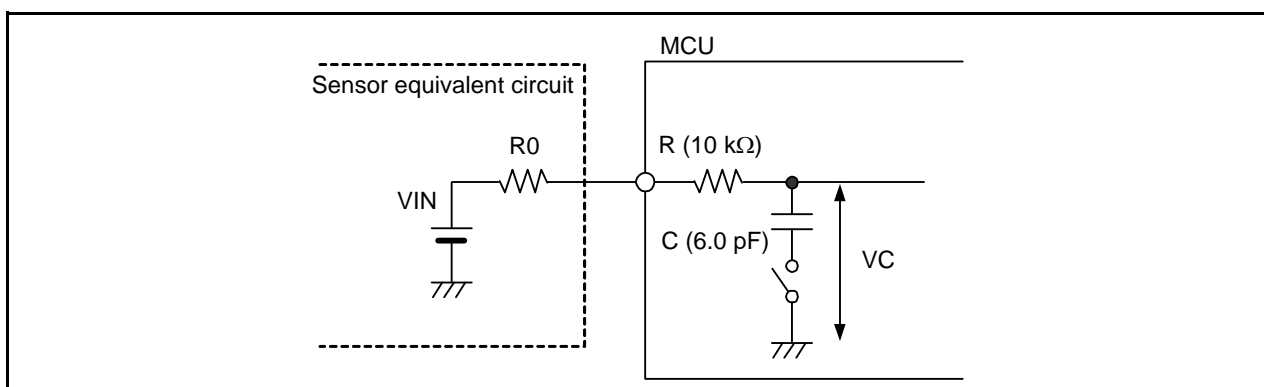 MCU
Sensor equivalent circuit
R0
R (10 kΩ)
VIN
C (6.0 pF)
VC